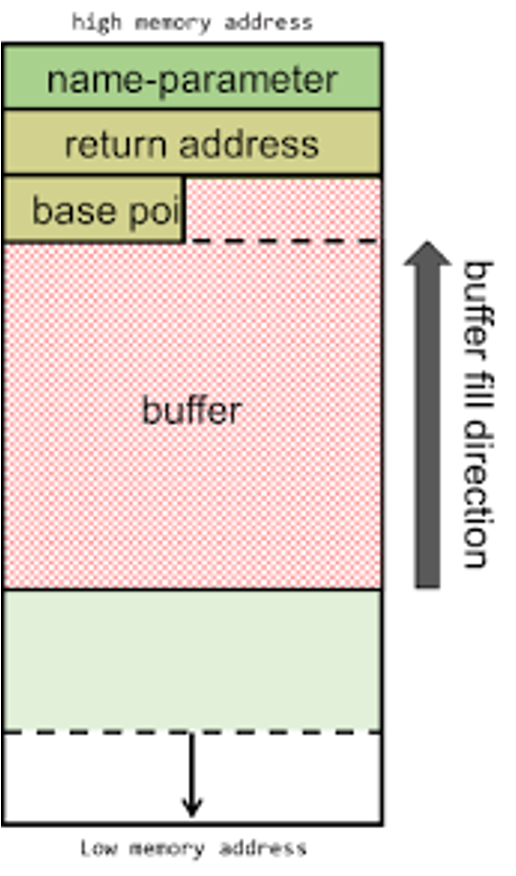 high memory address
name-parameter
return address
base poi
buffer
buffer fill direction
Low memory address